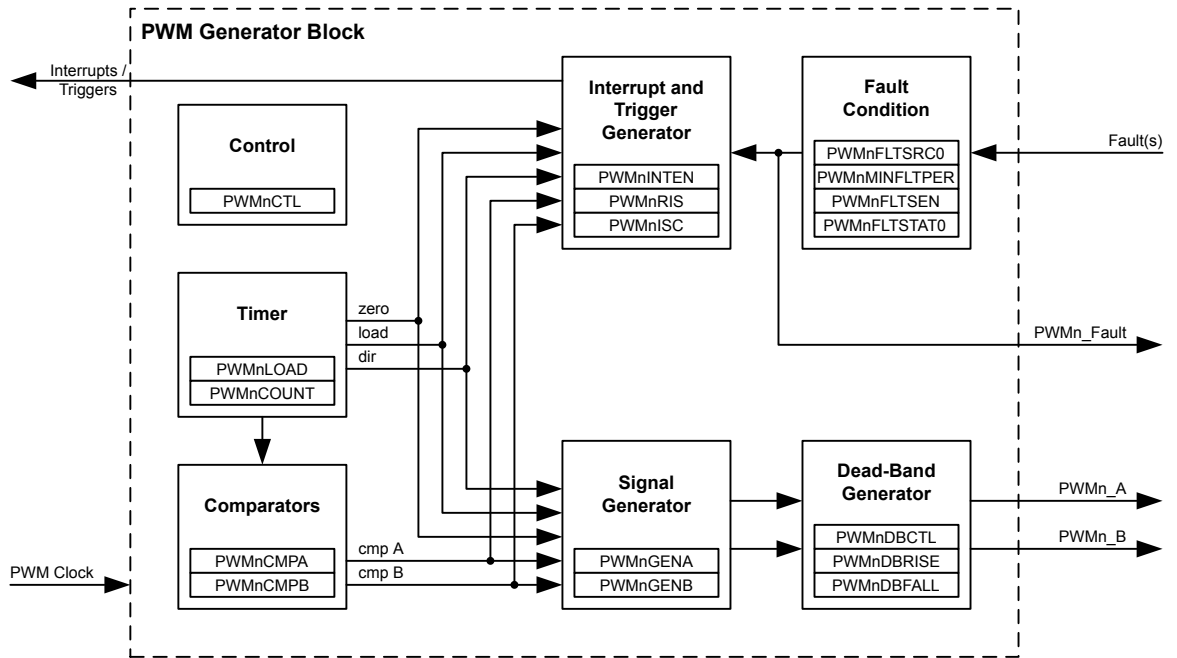 PWM Generator Block
Interrupts /
Triggers
Control
PWMnCTL
Interrupt and
Trigger
Generator
PWMnINTEN
PWMnRIS
PWMnISC
Fault
Condition
PWMnFLTSRC0
PWMnMINFLTPER
PWMnFLTSEN
PWMnFLTSTAT0
Fault(s)
Timer
PWMnLOAD
PWMnCOUNT
zero
load
dir
PWMn_Fault
Comparators
PWMnCMPA
PWMnCMPB
cmp A
cmp B
PWM Clock
Signal
Generator
PWMnGENA
PWMnGENB
Dead-Band
Generator
PWMnDBCTL
PWMnDBRISE
PWMnDBFALL
PWMn_A
PWMn_B